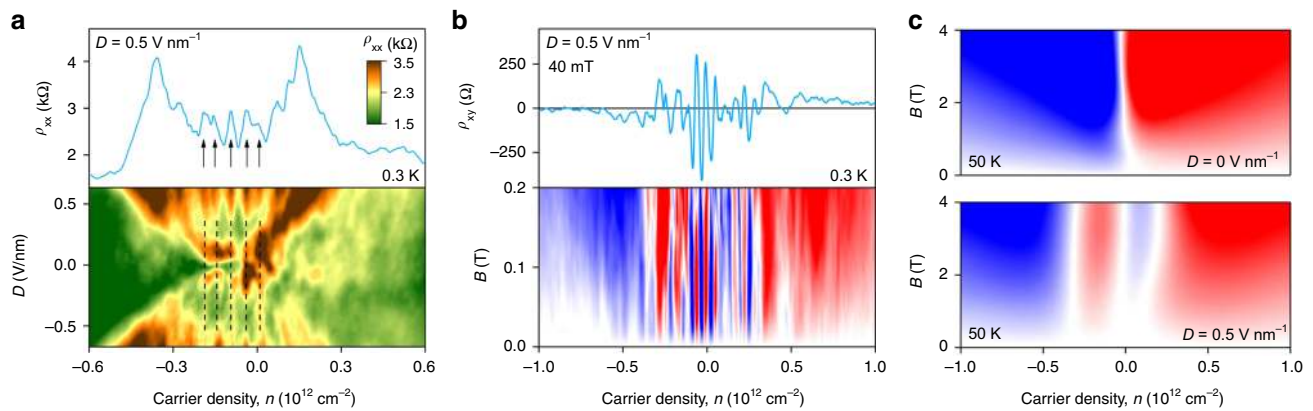 a
D = 0.5 V nm⁻¹
ρxx (kΩ)
3.5
2.3
1.5
4
3
2
ρxx (kΩ)
0.3 K
0.5
0.0
−0.5
D (V/nm)
−0.6 −0.3 0.0 0.3 0.6
Carrier density, n (10¹² cm⁻²)
b
D = 0.5 V nm⁻¹
40 mT
250
0
−250
ρxy (Ω)
0.3 K
0.2
0.1
0.0
B (T)
−1.0 −0.5 0.0 0.5 1.0
Carrier density, n (10¹² cm⁻²)
c
4
2
0
B (T)
50 K
D = 0 V nm⁻¹
4
2
0
B (T)
50 K
D = 0.5 V nm⁻¹
−1.0 −0.5 0.0 0.5 1.0
Carrier density, n (10¹² cm⁻²)